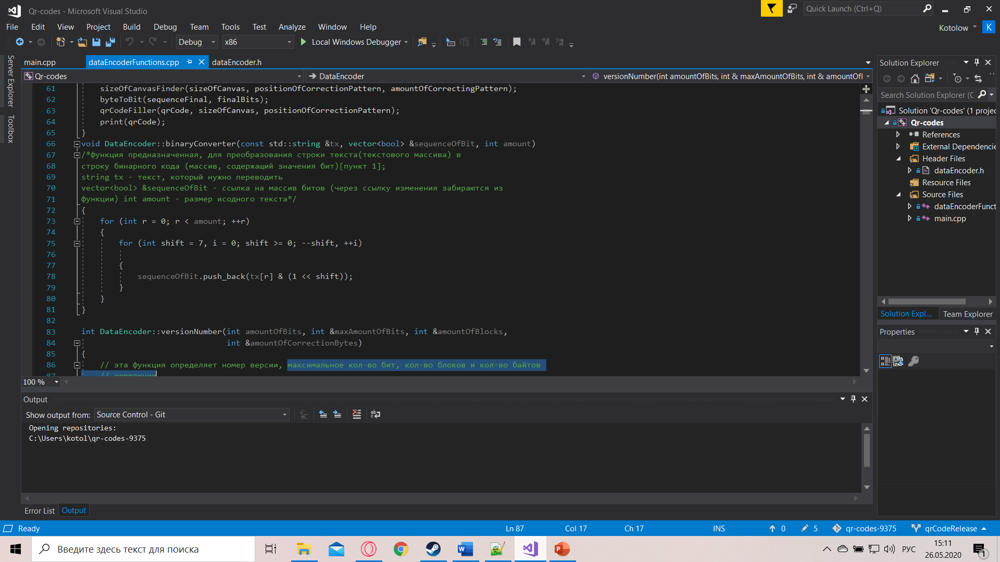 Qr-codes - Microsoft Visual Studio
Quick Launch (Ctrl+Q)
File Edit View Project Build Debug Team Tools Test Analyze Window Help
Kotolow K
Debug x86 Local Windows Debugger
Server Explorer
Toolbox
main.cpp dataEncoderFunctions.cpp dataEncoder.h
Qr-codes DataEncoder versionNumber(int amountOfBits, int & maxAmountOfBits, int & amountOfl
61 sizeOfCanvasFinder(sizeOfCanvas, positionOfCorrectionPattern, amountOfCorrectingPattern);
62 byteToBit(sequenceFinal, finalBits);
63 qrCodeFiller(qrCode, sizeOfCanvas, positionOfCorrectionPattern);
64 print(qrCode);
65 }
66 void DataEncoder::binaryConverter(const std::string &tx, vector<bool> &sequenceOfBit, int amount)
67 /*функция предназначенная, для преобразования строки текста(текстового массива) в
68 строку бинарного кода (массив, содержащий значения бит)[пункт 1];
69 string tx - текст, который нужно переводить
70 vector<bool> &sequenceOfBit - ссылка на массив битов (через ссылку изменения забираются из
71 функции) int amount - размер исодного текста*/
72 {
73 for (int r = 0; r < amount; ++r)
74 {
75 for (int shift = 7, i = 0; shift >= 0; --shift, ++i)
76
77 {
78 sequenceOfBit.push_back(tx[r] & (1 << shift));
79 }
80 }
81 }
82
83 int DataEncoder::versionNumber(int amountOfBits, int &maxAmountOfBits, int &amountOfBlocks,
84 int &amountOfCorrectionBytes)
85 {
86 // эта функция определяет номер версии, максимальное кол-во бит, кол-во блоков и кол-во байтов
87 // коррекции
100 %
Output
Show output from: Source Control - Git
Opening repositories:
C:\Users\kotol\qr-codes-9375
Error List Output
Solution Explorer
Search Solution Explorer (C
Solution 'Qr-codes' (1 projec
Qr-codes
References
External Dependencie
Header Files
dataEncoder.h
Resource Files
Source Files
dataEncoderFunct
main.cpp
Solution Expl... Team Explorer
Properties
Ready Ln 87 Col 17 Ch 17 INS 0 5 qr-codes-9375 qrCodeRelease
Введите здесь текст для поиска
РУС 15:11
26.05.2020
1